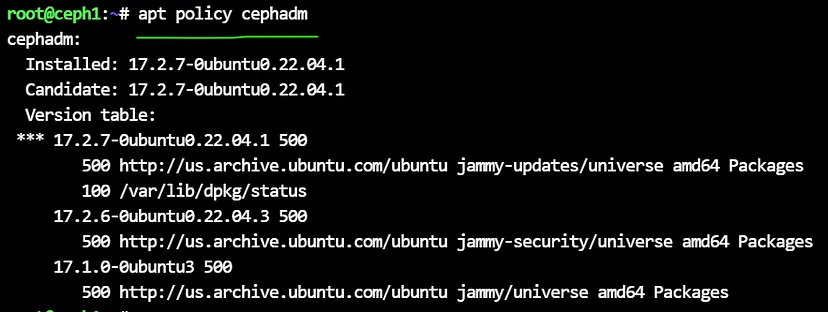 root@ceph1:~# apt policy cephadm
cephadm:
  Installed: 17.2.7-0ubuntu0.22.04.1
  Candidate: 17.2.7-0ubuntu0.22.04.1
  Version table:
 *** 17.2.7-0ubuntu0.22.04.1 500
        500 http://us.archive.ubuntu.com/ubuntu jammy-updates/universe amd64 Packages
        100 /var/lib/dpkg/status
     17.2.6-0ubuntu0.22.04.3 500
        500 http://us.archive.ubuntu.com/ubuntu jammy-security/universe amd64 Packages
     17.1.0-0ubuntu3 500
        500 http://us.archive.ubuntu.com/ubuntu jammy/universe amd64 Packages